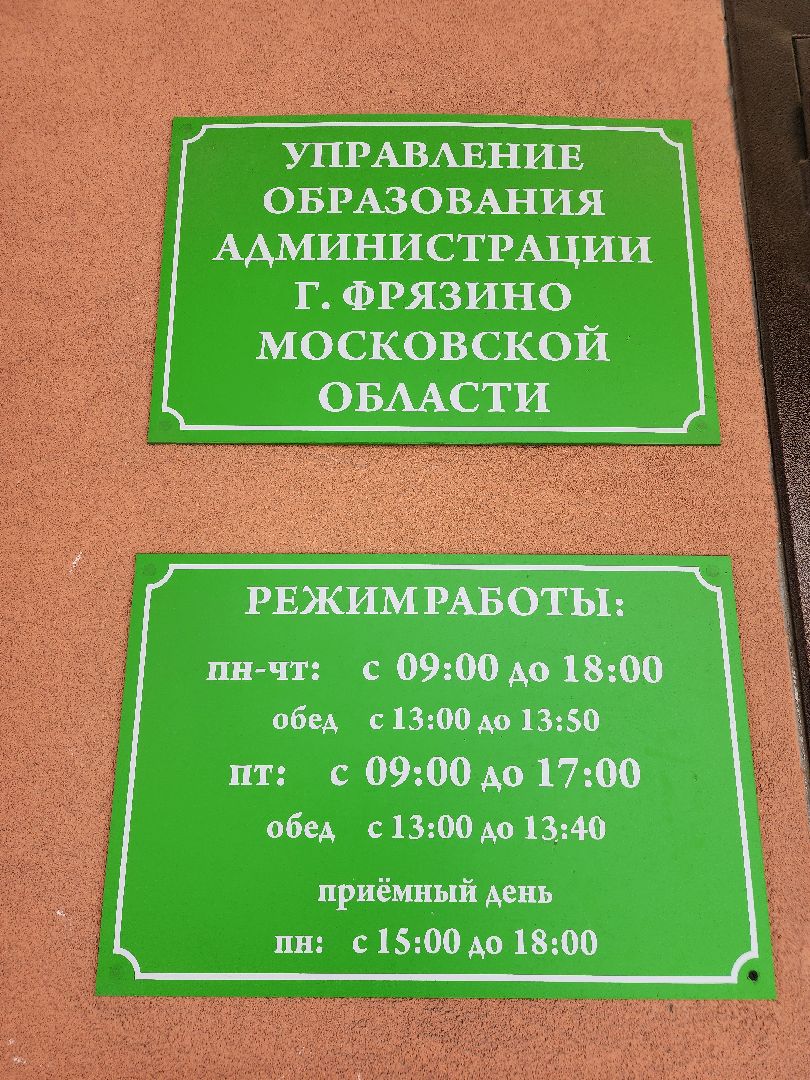 УПРАВЛЕНИЕ
ОБРАЗОВАНИЯ
АДМИНИСТРАЦИИ
Г. ФРЯЗИНО
МОСКОВСКОЙ
ОБЛАСТИ
РЕЖИМ РАБОТЫ:
пн-чт: с 09:00 до 18:00
обед с 13:00 до 13:50
пт: с 09:00 до 17:00
обед с 13:00 до 13:40
приёмный день
пн: с 15:00 до 18:00